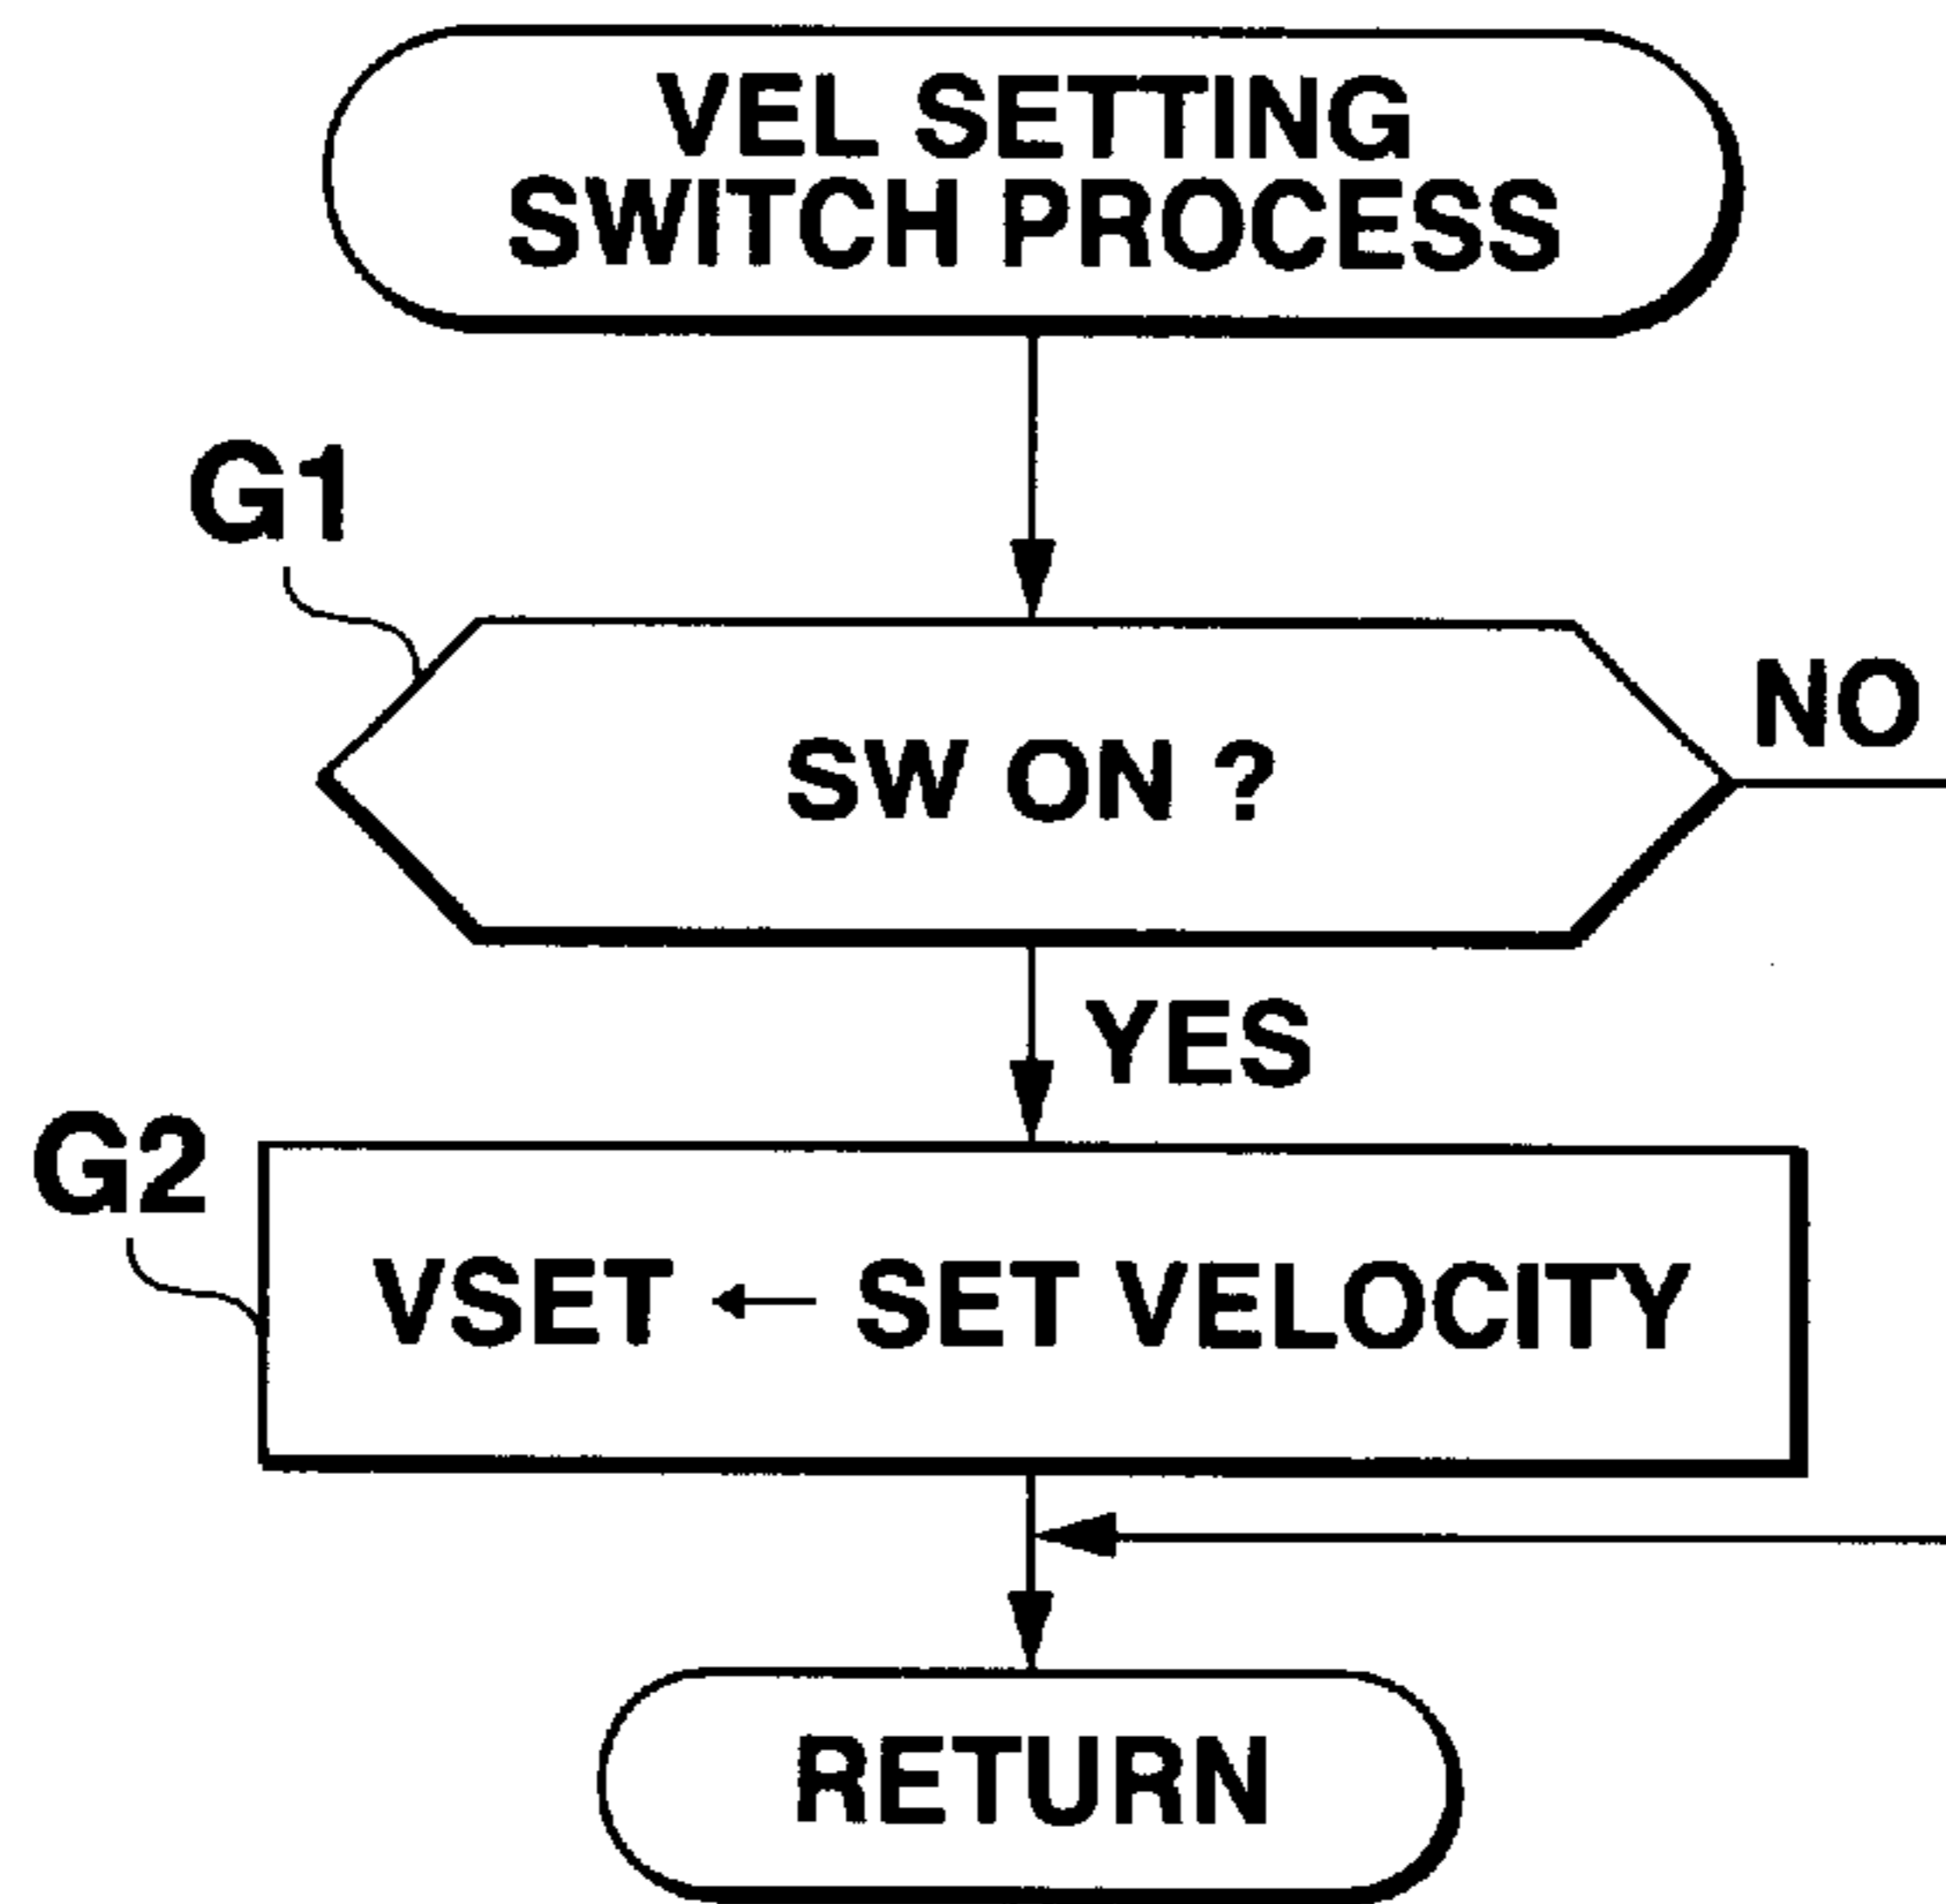 VEL SETTING
SWITCH PROCESS
G1
SW ON ?
NO
YES
G2
VSET ← SET VELOCITY
RETURN